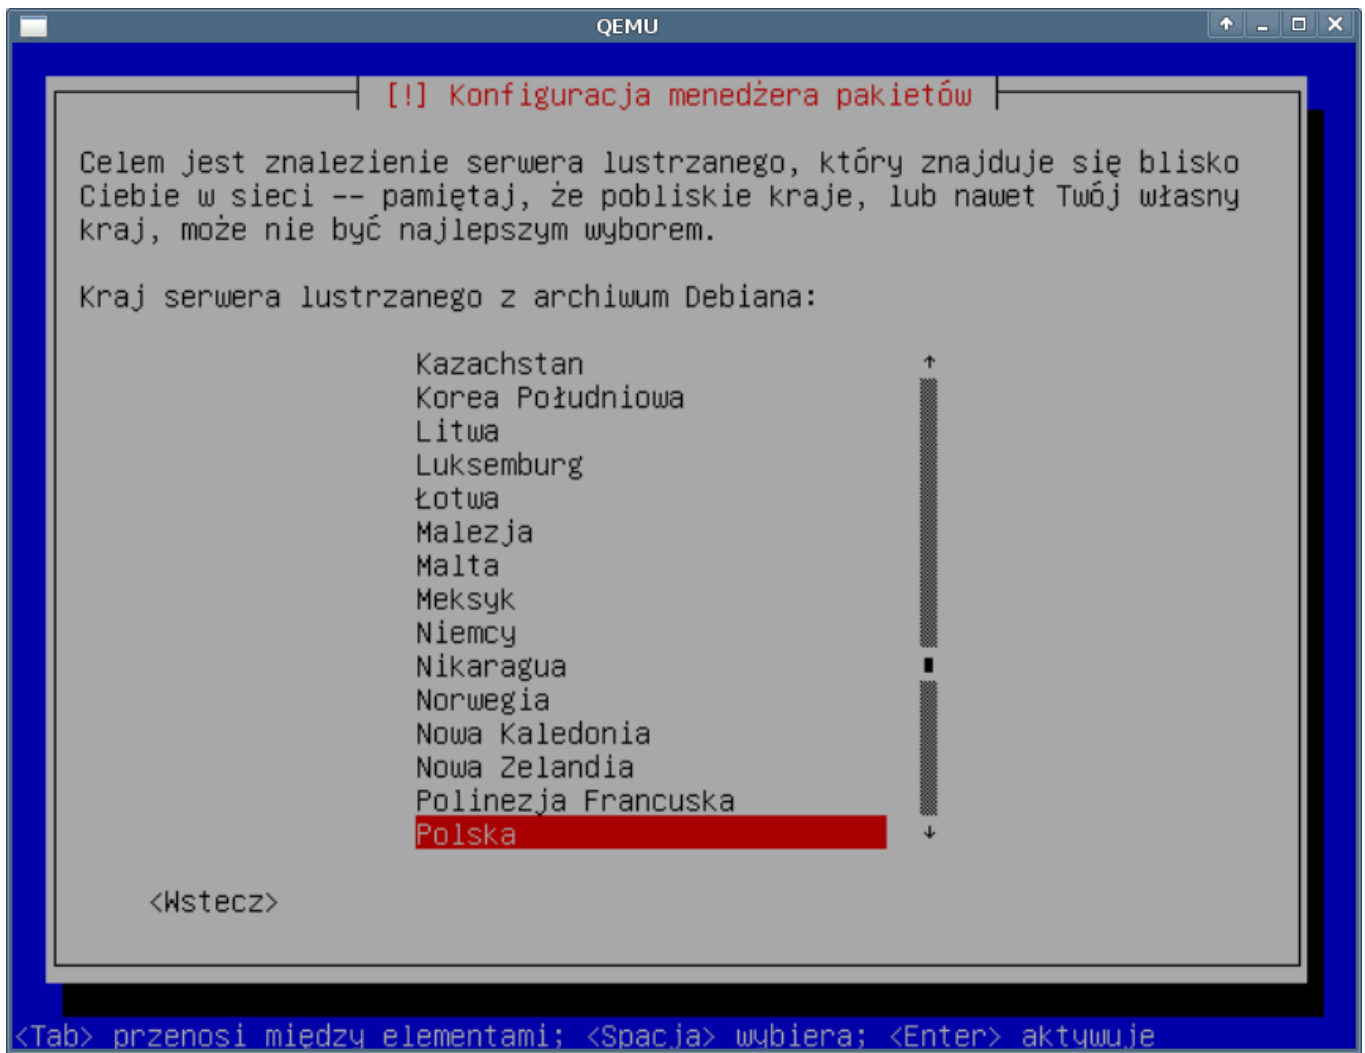 QEMU
[!] Konfiguracja menedżera pakietów
Celem jest znalezienie serwera lustrzanego, który znajduje się blisko
Ciebie w sieci -- pamiętaj, że pobliskie kraje, lub nawet Twój własny
kraj, może nie być najlepszym wyborem.
Kraj serwera lustrzanego z archiwum Debiana:
Kazachstan
Korea Południowa
Litwa
Luksemburg
Łotwa
Malezja
Malta
Meksyk
Niemcy
Nikaragua
Norwegia
Nowa Kaledonia
Nowa Zelandia
Polinezja Francuska
Polska
<Wstecz>
<Tab> przenosi między elementami; <Spacja> wybiera; <Enter> aktywuje